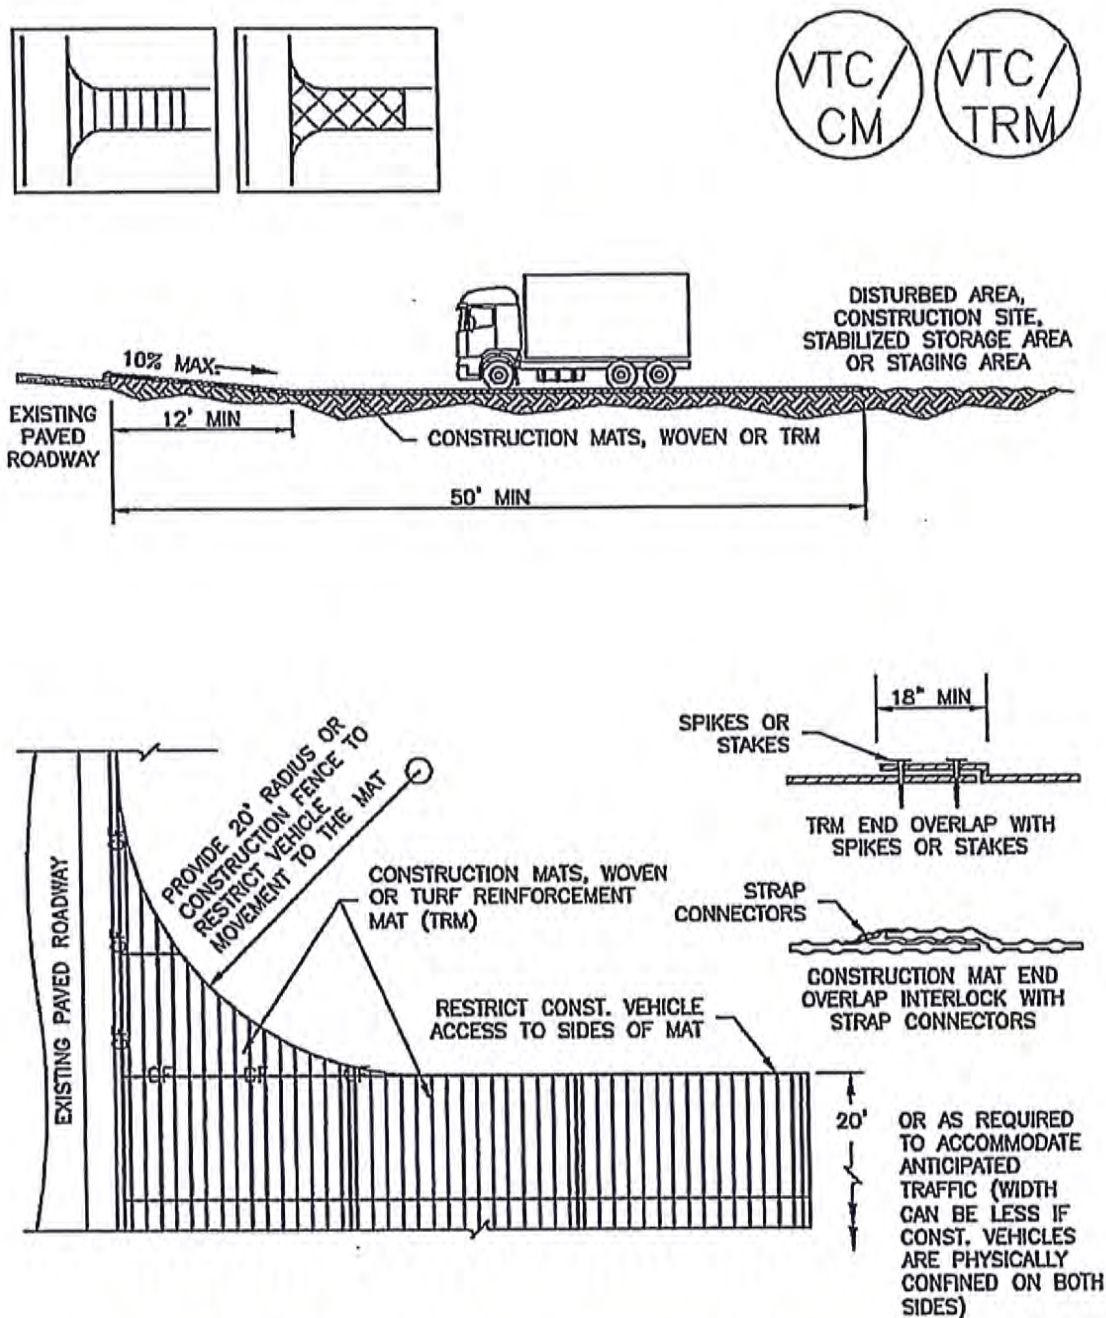 VTC/
CM
VTC/
TRM
DISTURBED AREA,
CONSTRUCTION SITE,
STABILIZED STORAGE AREA
OR STAGING AREA
10% MAX.
EXISTING
PAVED
ROADWAY
12' MIN
CONSTRUCTION MATS, WOVEN OR TRM
50' MIN
18" MIN
SPIKES OR
STAKES
TRM END OVERLAP WITH
SPIKES OR STAKES
PROVIDE 20' RADIUS OR
CONSTRUCTION FENCE TO
RESTRICT VEHICLE
MOVEMENT TO THE MAT
CONSTRUCTION MATS, WOVEN
OR TURF REINFORCEMENT
MAT (TRM)
STRAP
CONNECTORS
CONSTRUCTION MAT END
OVERLAP INTERLOCK WITH
STRAP CONNECTORS
RESTRICT CONST. VEHICLE
ACCESS TO SIDES OF MAT
EXISTING PAVED ROADWAY
20'
OR AS REQUIRED
TO ACCOMMODATE
ANTICIPATED
TRAFFIC (WIDTH
CAN BE LESS IF
CONST. VEHICLES
ARE PHYSICALLY
CONFINED ON BOTH
SIDES)